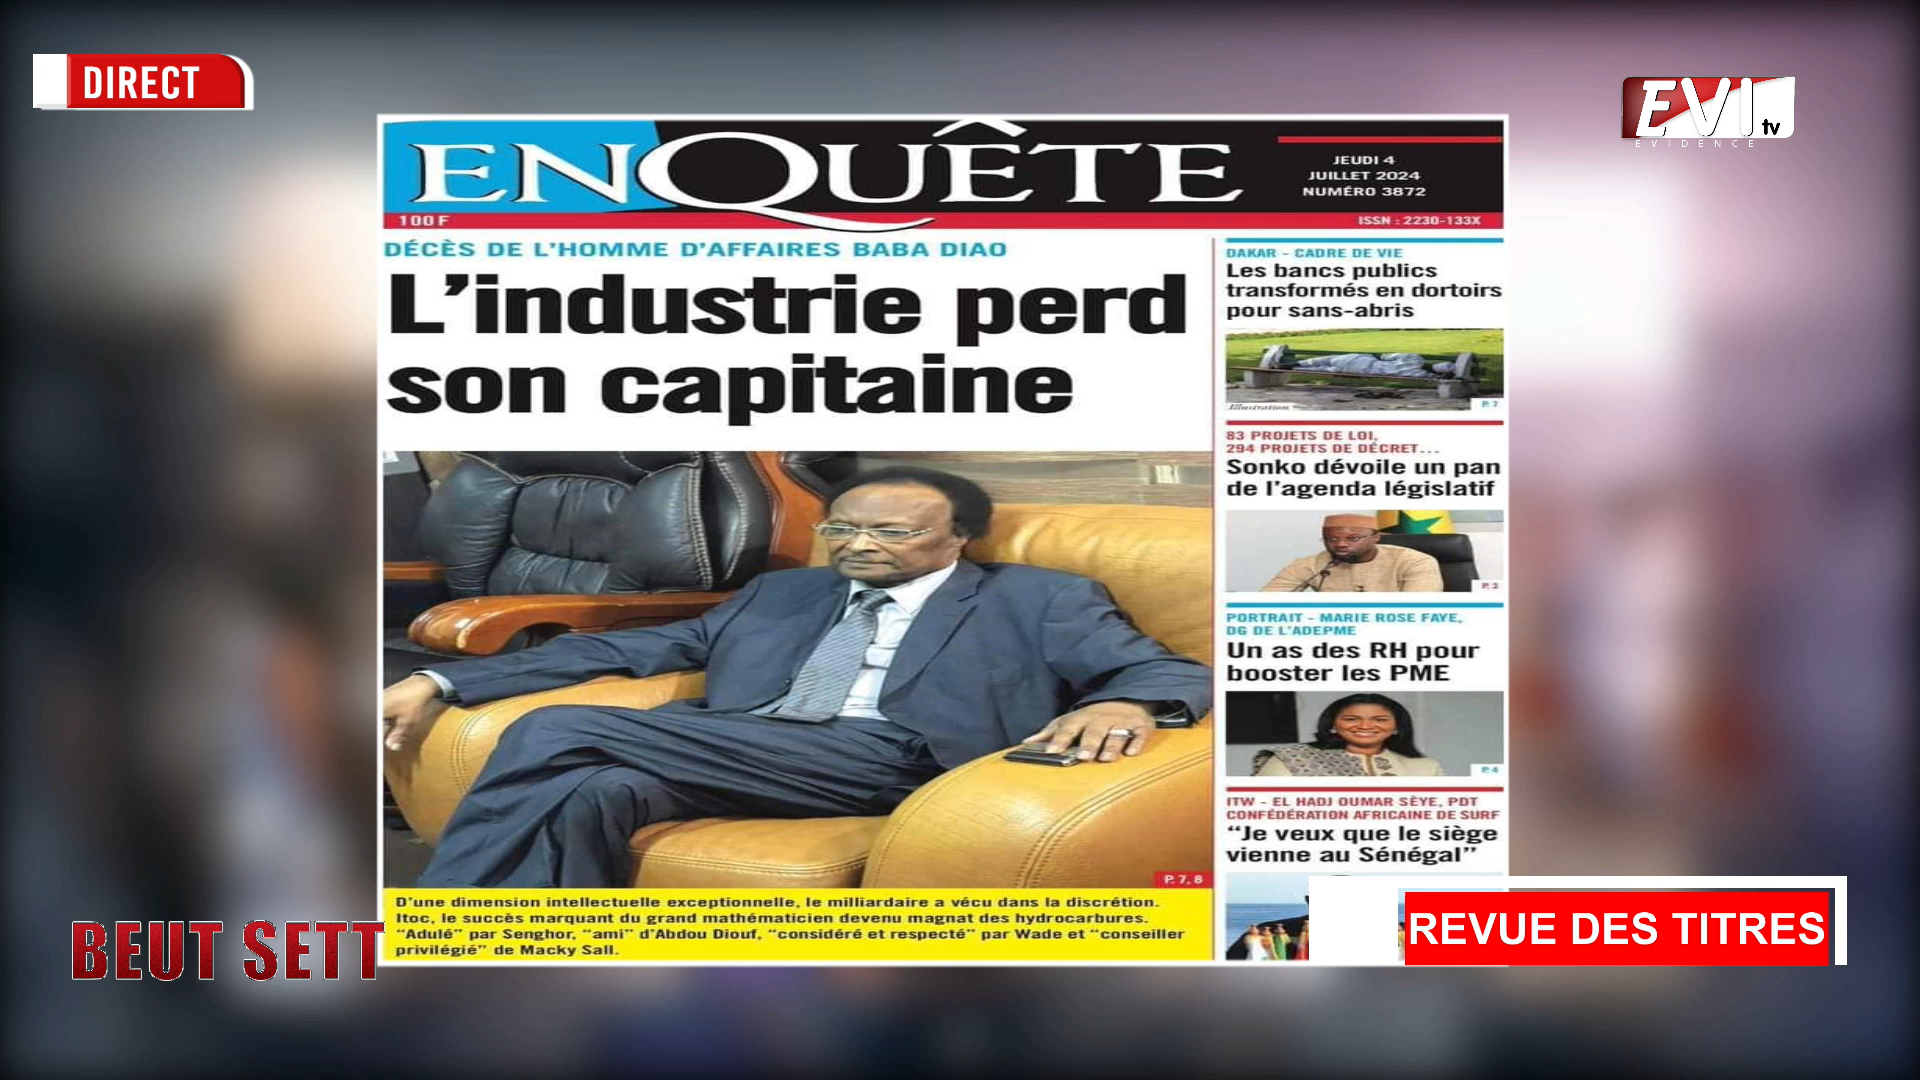 DIRECT
EVI tv
EVIDENCE
ENQUÊTE
JEUDI 4
JUILLET 2024
NUMÉRO 3872
100 F
ISSN : 2230-133X
DÉCÈS DE L'HOMME D'AFFAIRES BABA DIAO
L'industrie perd
son capitaine
P. 7, 8
D'une dimension intellectuelle exceptionnelle, le milliardaire a vécu dans la discrétion.
Itoc, le succès marquant du grand mathématicien devenu magnat des hydrocarbures.
"Adulé" par Senghor, "ami" d'Abdou Diouf, "considéré et respecté" par Wade et "conseiller
privilégié" de Macky Sall.
DAKAR - CADRE DE VIE
Les bancs publics
transformés en dortoirs
pour sans-abris
Illustration
P. 7
83 PROJETS DE LOI,
294 PROJETS DE DÉCRET...
Sonko dévoile un pan
de l'agenda législatif
P. 3
PORTRAIT - MARIE ROSE FAYE,
DG DE L'ADEPME
Un as des RH pour
booster les PME
P. 4
ITW - EL HADJ OUMAR SÈYE, PDT
CONFÉDÉRATION AFRICAINE DE SURF
"Je veux que le siège
vienne au Sénégal"
BEUT SETT
REVUE DES TITRES